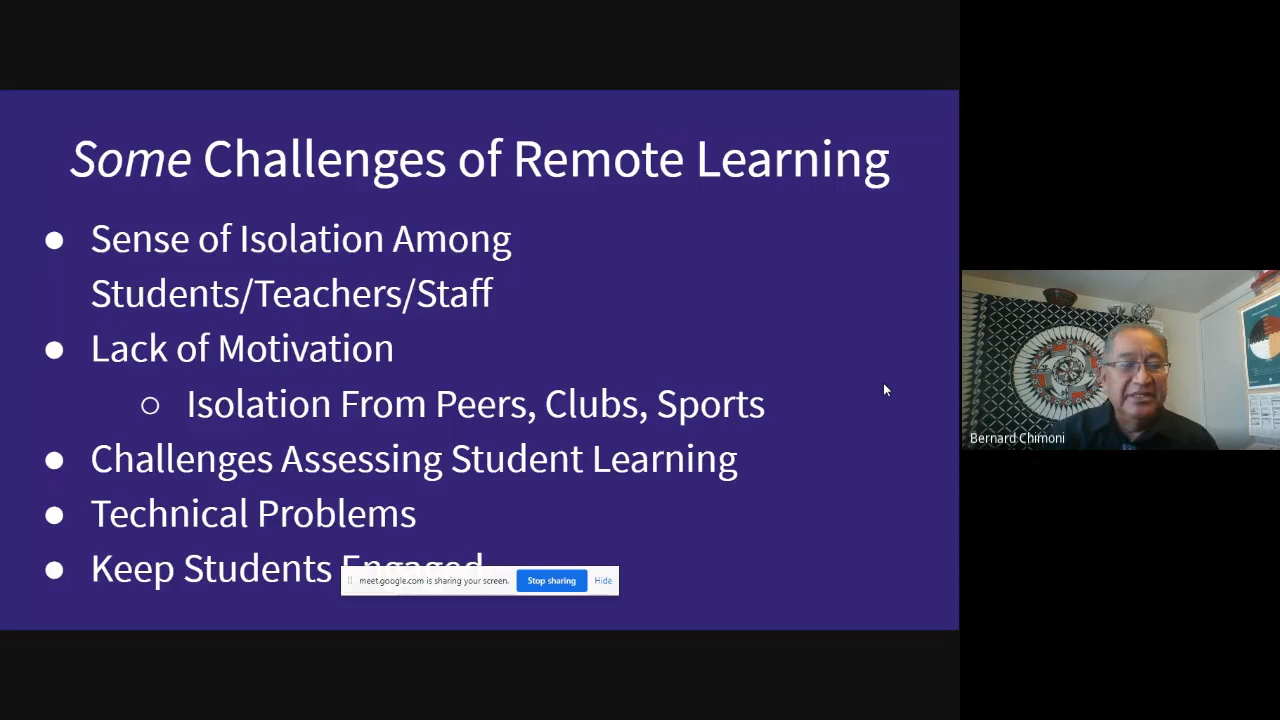 Some Challenges of Remote Learning
● Sense of Isolation Among
Students/Teachers/Staff
● Lack of Motivation
○ Isolation From Peers, Clubs, Sports
● Challenges Assessing Student Learning
● Technical Problems
● Keep Students Engaged
meet.google.com is sharing your screen. Stop sharing Hide
Bernard Chimoni